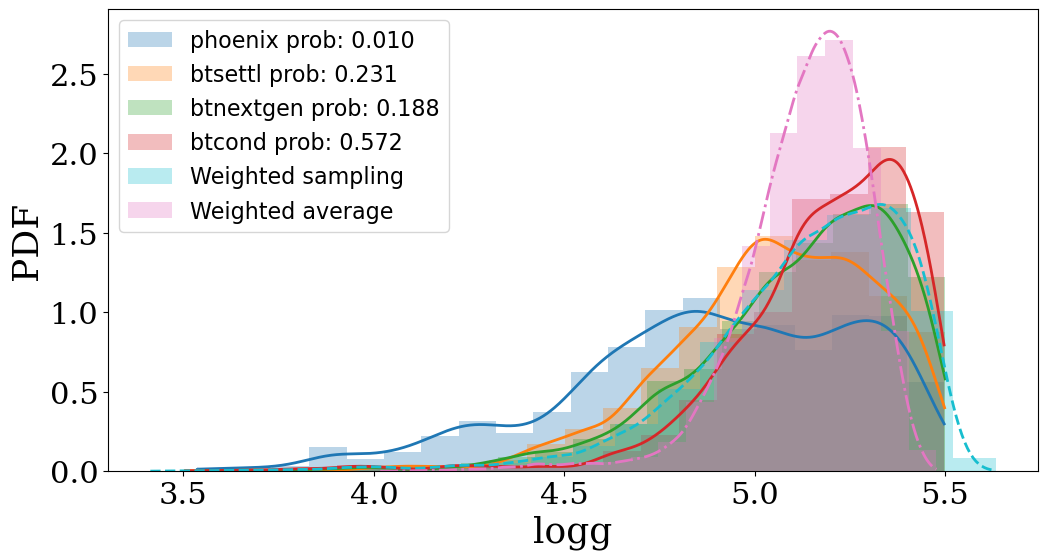 phoenix prob: 0.010
btsettl prob: 0.231
btnextgen prob: 0.188
btcond prob: 0.572
Weighted sampling
Weighted average
PDF
2.5
2.0
1.5
1.0
0.5
0.0
3.5 4.0 4.5 5.0 5.5
logg